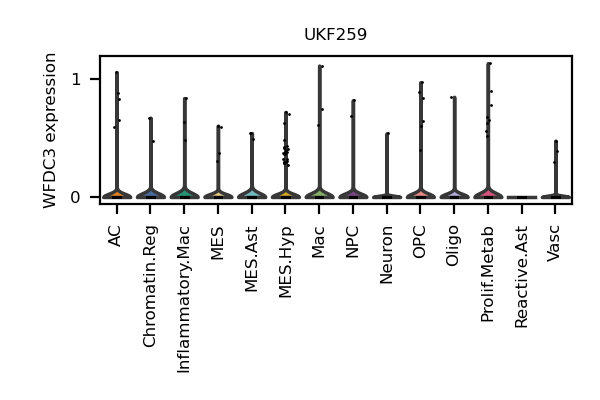 UKF259
WFDC3 expression
1
0
AC
Chromatin.Reg
Inflammatory.Mac
MES
MES.Ast
MES.Hyp
Mac
NPC
Neuron
OPC
Oligo
Prolif.Metab
Reactive.Ast
Vasc